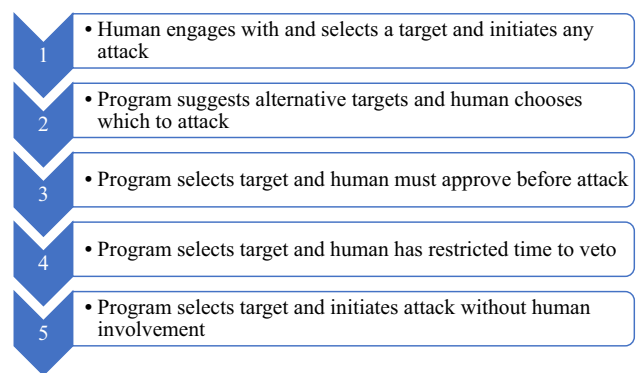 1
• Human engages with and selects a target and initiates any
attack
2
• Program suggests alternative targets and human chooses
which to attack
3
• Program selects target and human must approve before attack
4
• Program selects target and human has restricted time to veto
5
• Program selects target and initiates attack without human
involvement